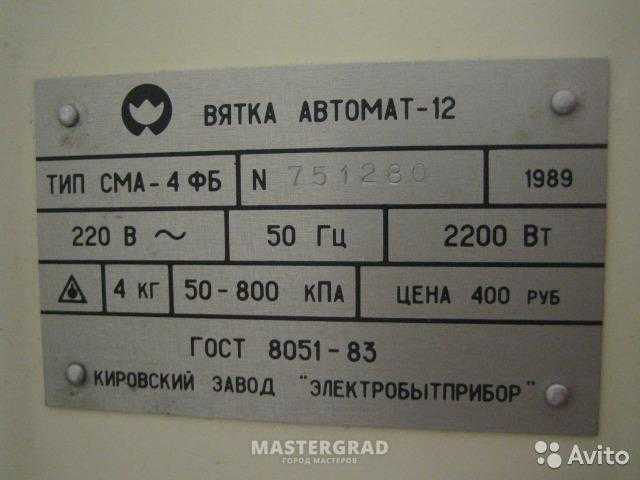 ВЯТКА АВТОМАТ-12
ТИП СМА-4 ФБ N 751280 1989
220 В ~ 50 Гц 2200 Вт
4 кг 50-800 кПа ЦЕНА 400 РУБ
ГОСТ 8051-83
КИРОВСКИЙ ЗАВОД "ЭЛЕКТРОБЫТПРИБОР"
MASTERGRAD
ГОРОД МАСТЕРОВ
Avito